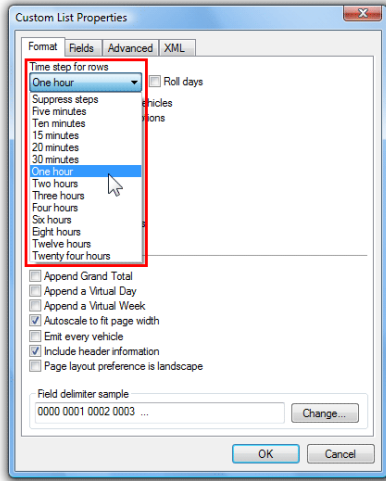 Custom List Properties
Format Fields Advanced XML
Time step for rows
One hour Roll days
Suppress steps
Five minutes
Ten minutes
15 minutes
20 minutes
30 minutes
One hour
Two hours
Three hours
Four hours
Six hours
Eight hours
Twelve hours
Twenty four hours
Append Grand Total
Append a Virtual Day
Append a Virtual Week
Autoscale to fit page width
Emit every vehicle
Include header information
Page layout preference is landscape
Field delimiter sample
0000 0001 0002 0003 ...
Change...
OK Cancel